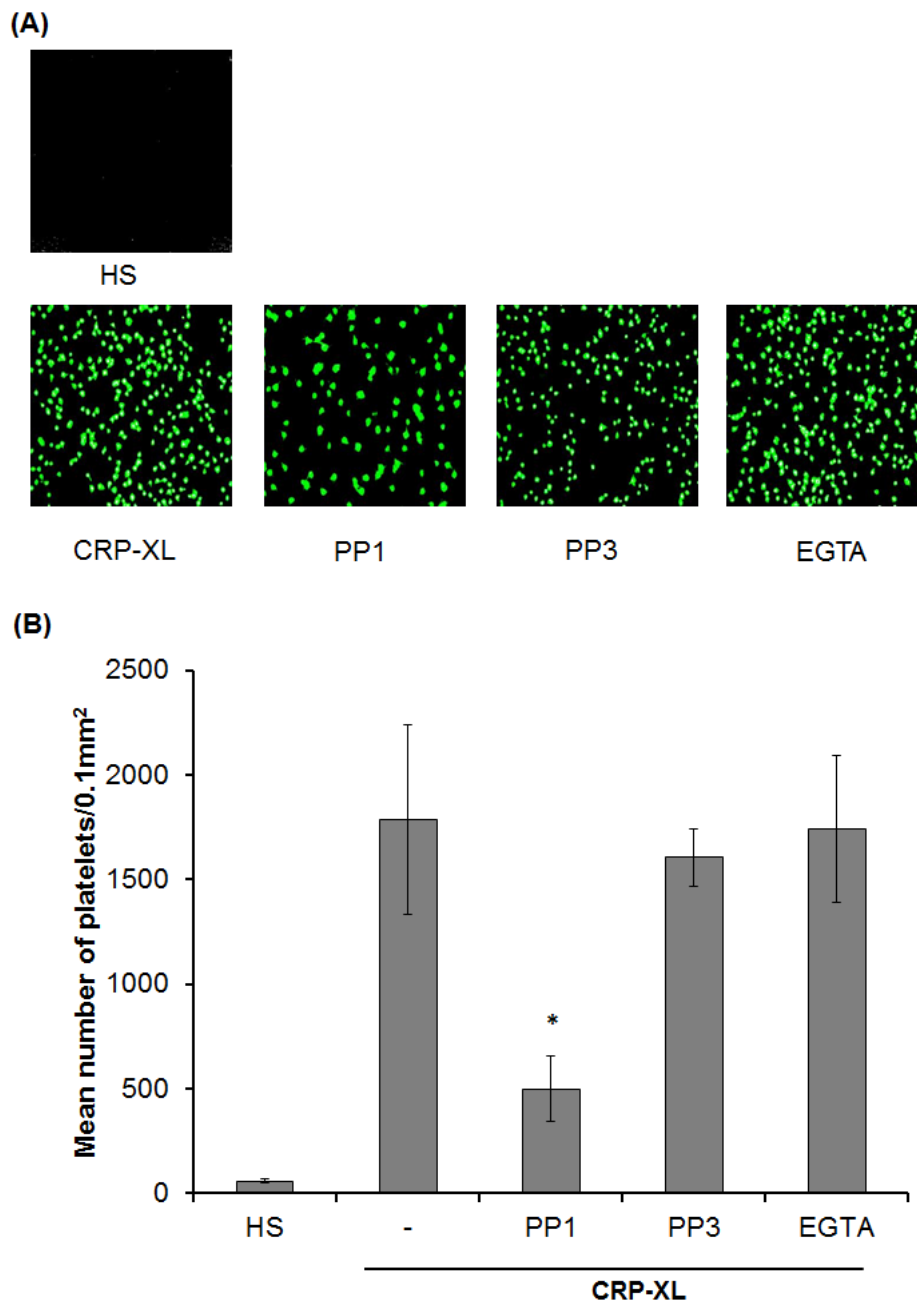 (A)
HS
CRP-XL PP1 PP3 EGTA
(B)
Mean number of platelets/0.1mm²
2500
2000
1500
1000
500
0
*
HS - PP1 PP3 EGTA
CRP-XL